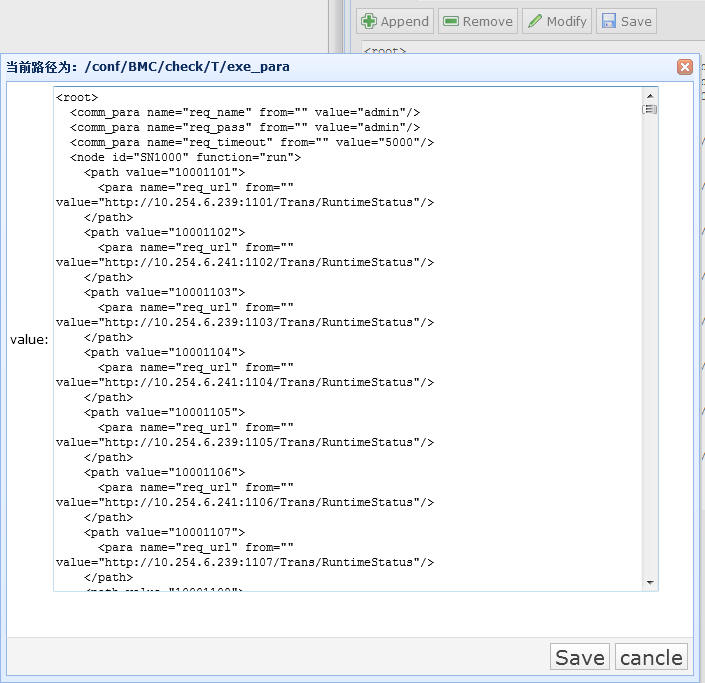 Append Remove Modify Save
<root>
当前路径为：/conf/BMC/check/T/exe_para
<root>
<comm_para name="req_name" from="" value="admin"/>
<comm_para name="req_pass" from="" value="admin"/>
<comm_para name="req_timeout" from="" value="5000"/>
<node id="SN1000" function="run">
<path value="10001101">
<para name="req_url" from=""
value="http://10.254.6.239:1101/Trans/RuntimeStatus"/>
</path>
<path value="10001102">
<para name="req_url" from=""
value="http://10.254.6.241:1102/Trans/RuntimeStatus"/>
</path>
<path value="10001103">
<para name="req_url" from=""
value="http://10.254.6.239:1103/Trans/RuntimeStatus"/>
</path>
value:
<path value="10001104">
<para name="req_url" from=""
value="http://10.254.6.241:1104/Trans/RuntimeStatus"/>
</path>
<path value="10001105">
<para name="req_url" from=""
value="http://10.254.6.239:1105/Trans/RuntimeStatus"/>
</path>
<path value="10001106">
<para name="req_url" from=""
value="http://10.254.6.241:1106/Trans/RuntimeStatus"/>
</path>
<path value="10001107">
<para name="req_url" from=""
value="http://10.254.6.239:1107/Trans/RuntimeStatus"/>
</path>
Save cancle